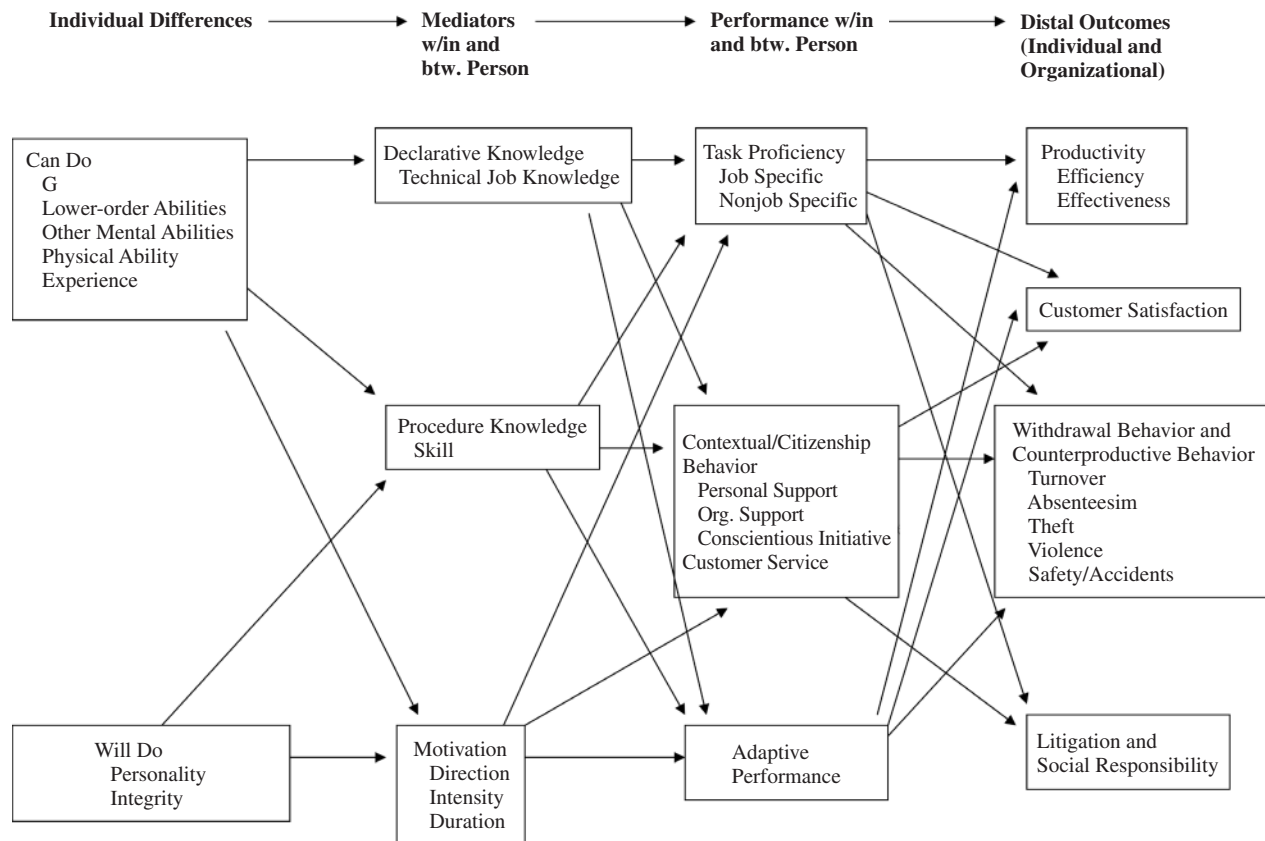 Individual Differences
Mediators
w/in and
btw. Person
Performance w/in
and btw. Person
Distal Outcomes
(Individual and
Organizational)
Can Do
G
Lower-order Abilities
Other Mental Abilities
Physical Ability
Experience
Declarative Knowledge
Technical Job Knowledge
Task Proficiency
Job Specific
Nonjob Specific
Productivity
Efficiency
Effectiveness
Customer Satisfaction
Procedure Knowledge
Skill
Contextual/Citizenship
Behavior
Personal Support
Org. Support
Conscientious Initiative
Customer Service
Withdrawal Behavior and
Counterproductive Behavior
Turnover
Absenteesim
Theft
Violence
Safety/Accidents
Will Do
Personality
Integrity
Motivation
Direction
Intensity
Duration
Adaptive
Performance
Litigation and
Social Responsibility